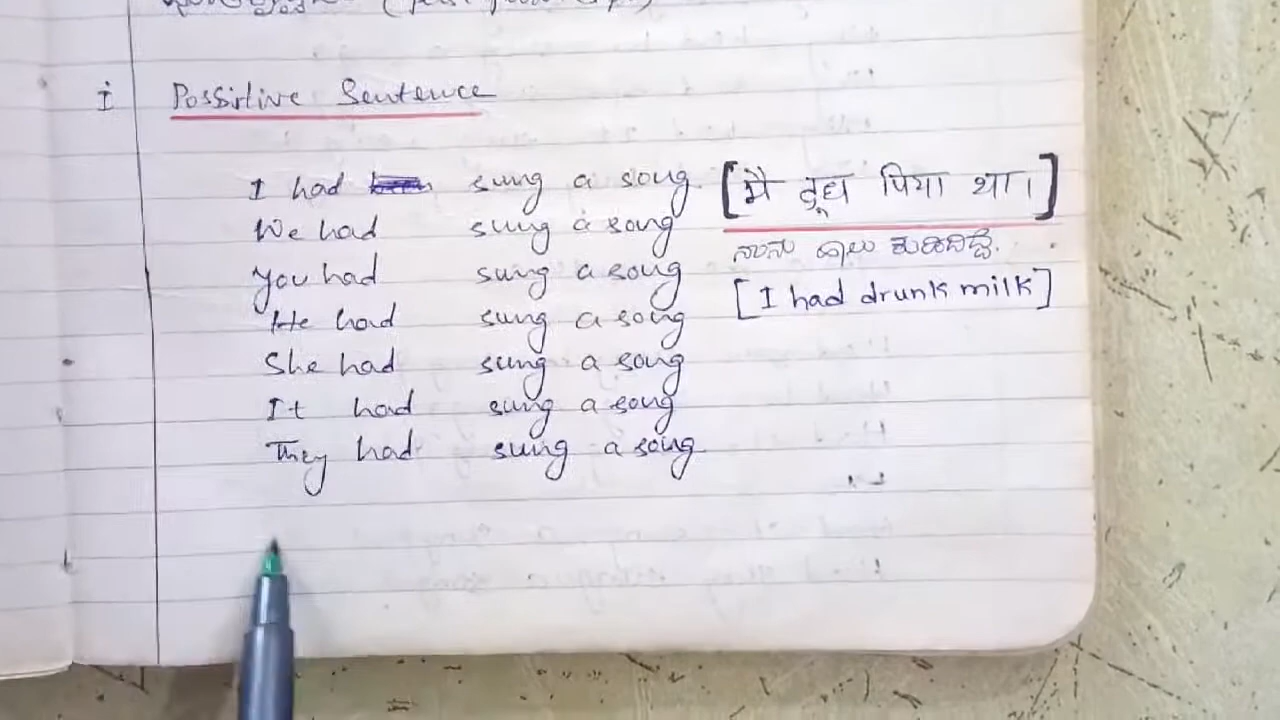 i Possitive Sentence
I had sung a song. [मै दूध पिया था।]
We had sung a song
ನಾನು ಹಾಲು ಕುಡಿದಿದ್ದೆ.
You had sung a song
[I had drunk milk]
He had sung a song
She had sung a song
It had sung a song
They had sung a song